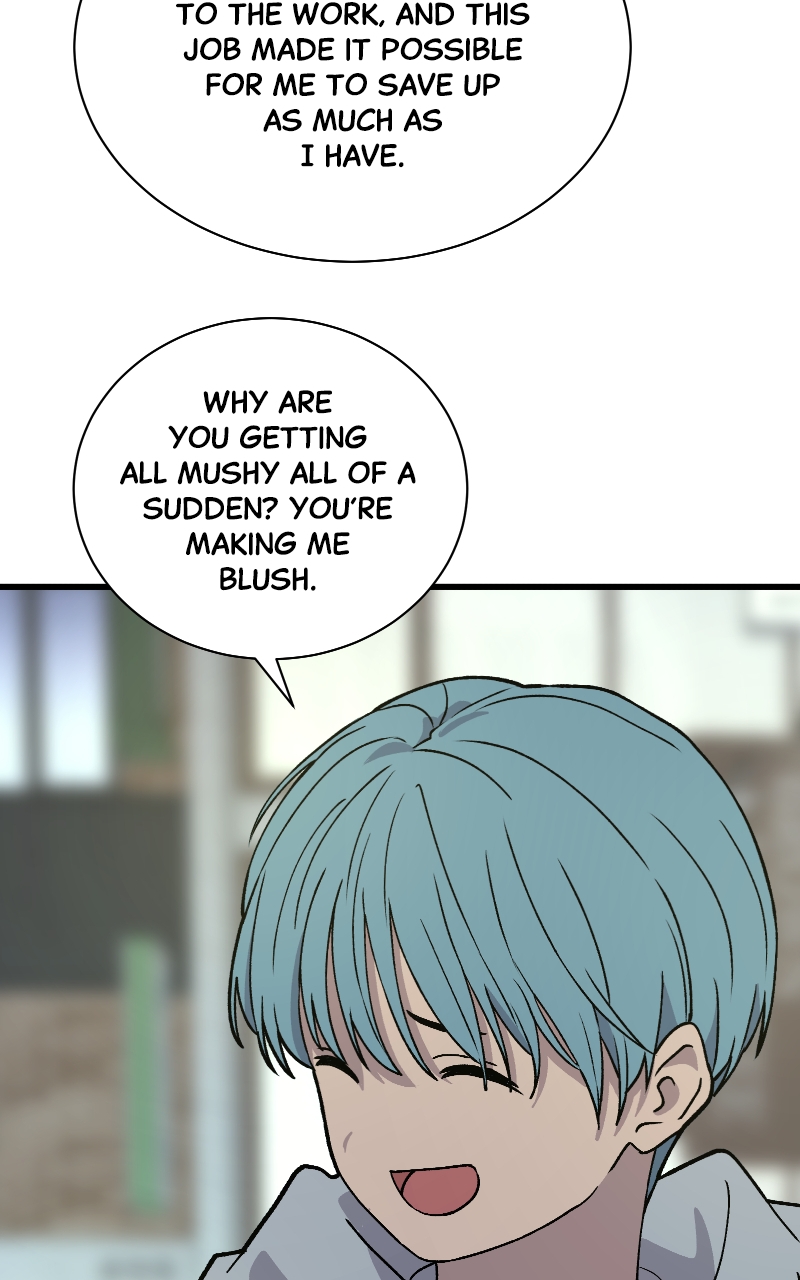 TO THE WORK, AND THIS
JOB MADE IT POSSIBLE
FOR ME TO SAVE UP
AS MUCH AS
I HAVE.
WHY ARE
YOU GETTING
ALL MUSHY ALL OF A
SUDDEN? YOU'RE
MAKING ME
BLUSH.